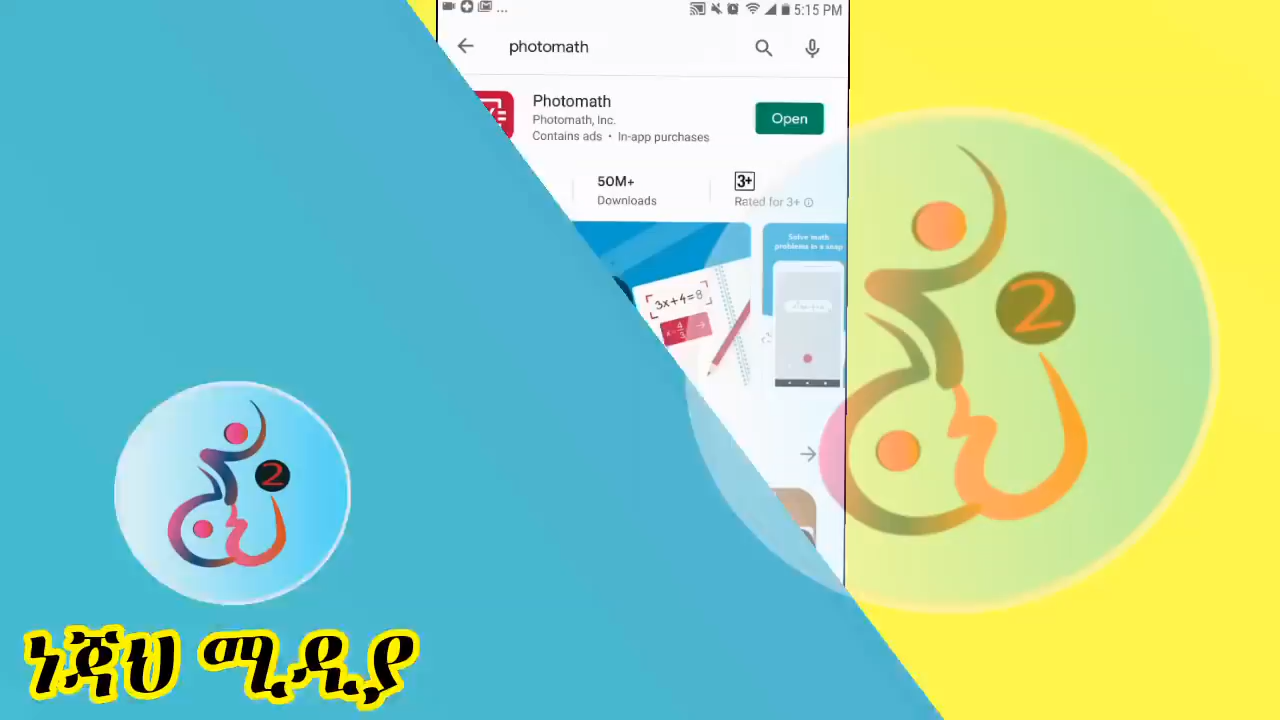 ... 5:15 PM
photomath
Photomath
Photomath, Inc.
Contains ads • In-app purchases
Open
50M+
Downloads
3+
Rated for 3+
Solve math
problems in a snap
3x+4=8
2
2
ነጃህ ሚዲያ